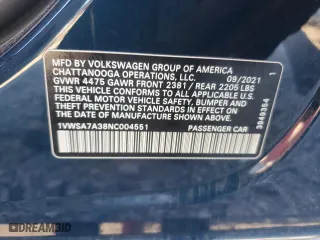 MFD BY VOLKSWAGEN GROUP OF AMERICA
CHATTANOOGA OPERATIONS, LLC. 09/2021
GVWR 4475 GAWR FRONT 2381 / REAR 2205 LBS
THIS VEHICLE CONFORMS TO ALL APPLICABLE
FEDERAL MOTOR VEHICLE SAFETY, BUMPER AND
THEFT PREVENTION STANDARDS IN EFFECT ON
THE DATE OF MANUFACTURE SHOWN ABOVE.
1VWSA7A38NC004551 PASSENGER CAR
1
3949364